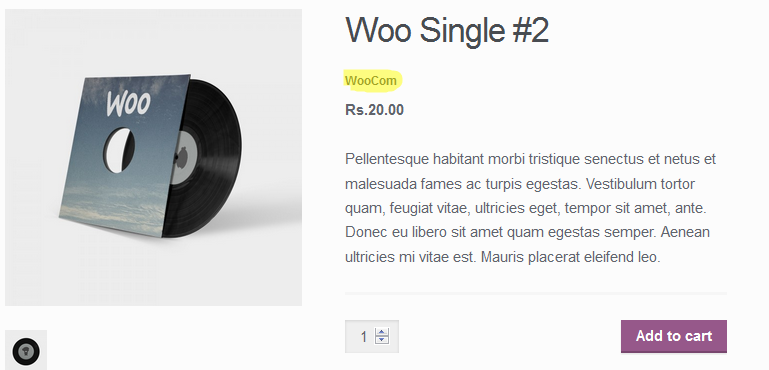 Woo Single #2
WooCom
Rs.20.00
Woo
Pellentesque habitant morbi tristique senectus et netus et
malesuada fames ac turpis egestas. Vestibulum tortor
quam, feugiat vitae, ultricies eget, tempor sit amet, ante.
Donec eu libero sit amet quam egestas semper. Aenean
ultricies mi vitae est. Mauris placerat eleifend leo.
1
Add to cart